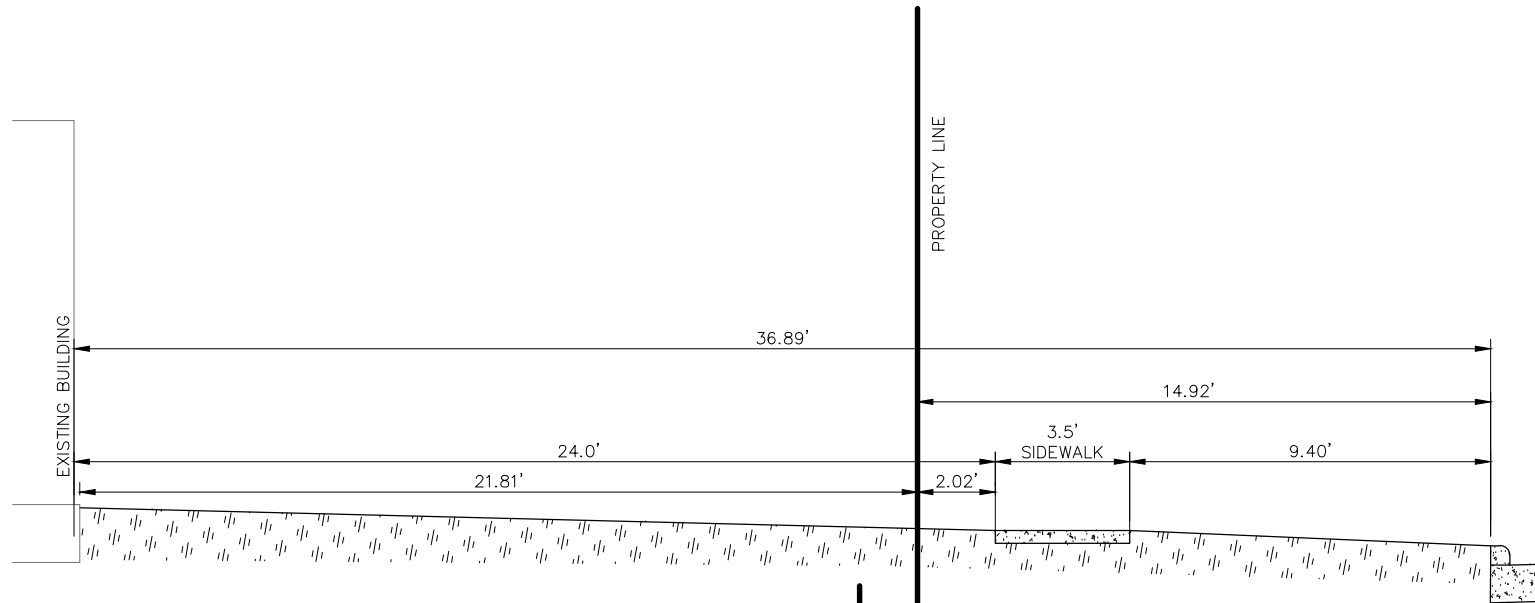 PROPERTY LINE
EXISTING BUILDING
36.89'
14.92'
3.5'
SIDEWALK
24.0'
9.40'
21.81'
2.02'